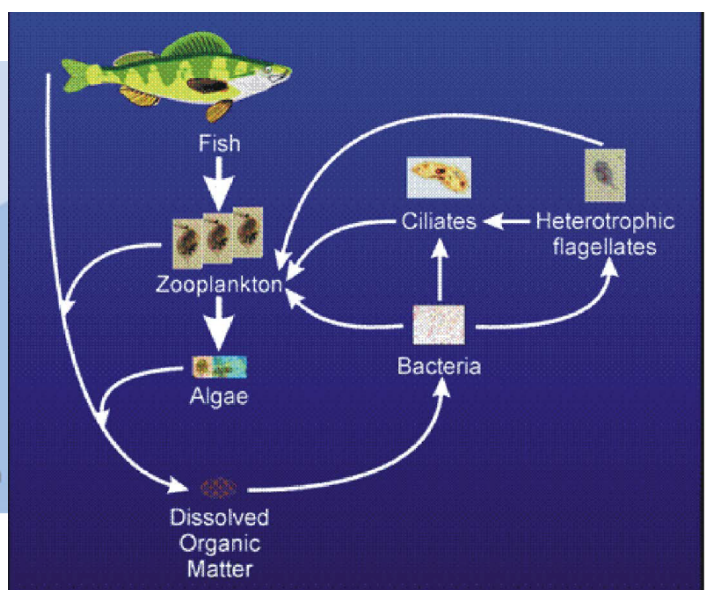 Fish
Ciliates
Heterotrophic
flagellates
Zooplankton
Bacteria
Algae
Dissolved
Organic
Matter